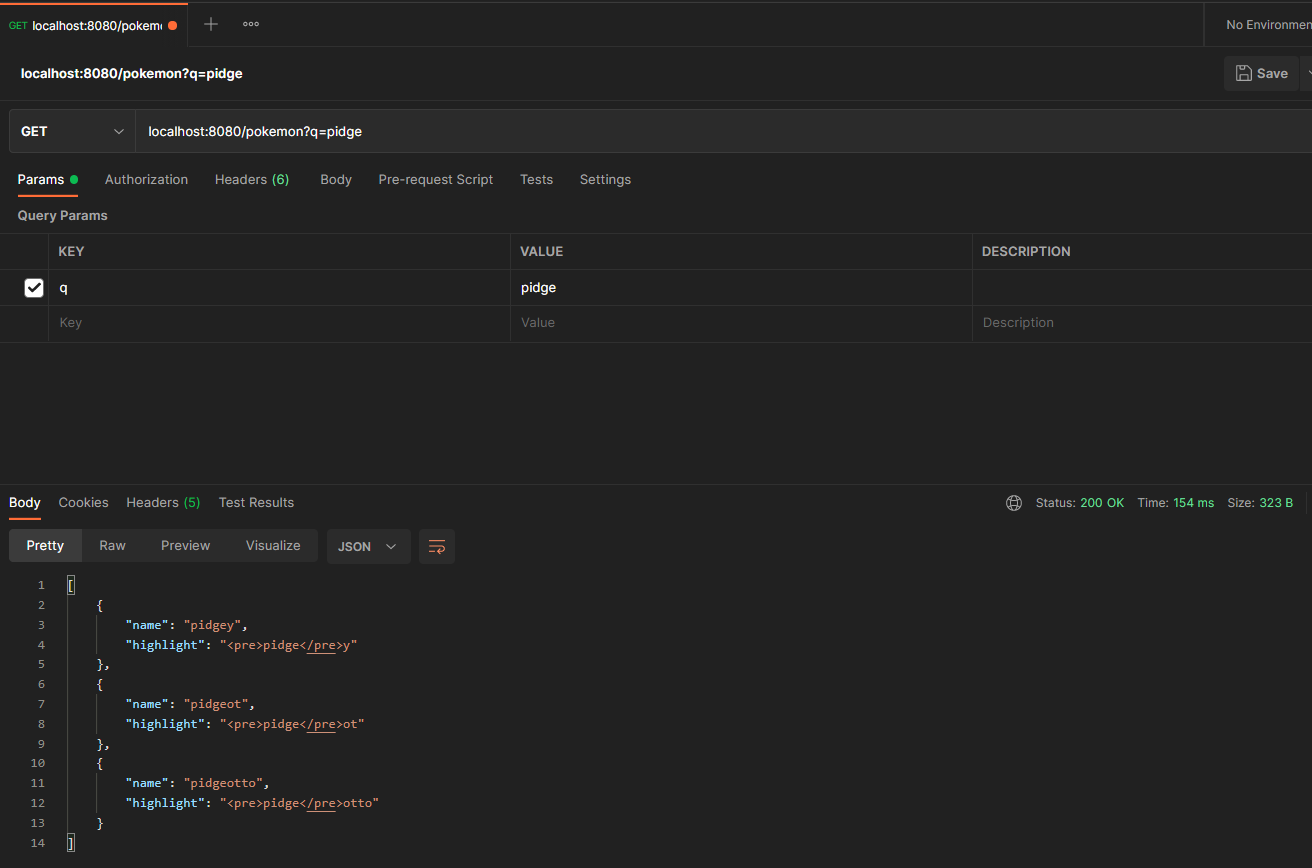 GET localhost:8080/pokem
No Environmen
localhost:8080/pokemon?q=pidge
Save
GET localhost:8080/pokemon?q=pidge
Params Authorization Headers (6) Body Pre-request Script Tests Settings
Query Params
KEY VALUE DESCRIPTION
q pidge
Key Value Description
Body Cookies Headers (5) Test Results Status: 200 OK Time: 154 ms Size: 323 B
Pretty Raw Preview Visualize JSON
1 [
2 {
3 "name": "pidgey",
4 "highlight": "<pre>pidge</pre>y"
5 },
6 {
7 "name": "pidgeot",
8 "highlight": "<pre>pidge</pre>ot"
9 },
10 {
11 "name": "pidgeotto",
12 "highlight": "<pre>pidge</pre>otto"
13 }
14 ]